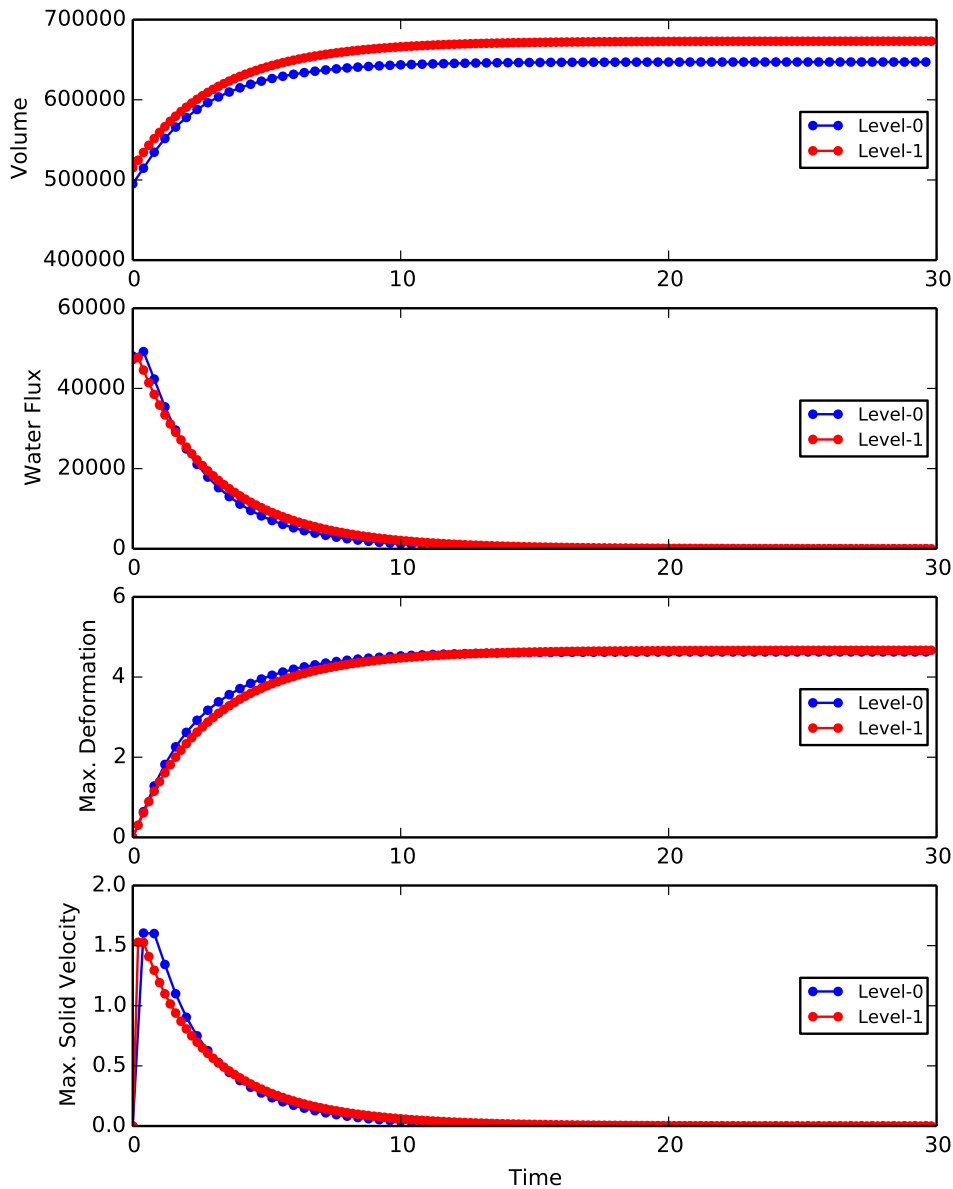 700000
600000
500000
400000
Volume
Level-0
Level-1
0 10 20 30
60000
40000
20000
0
Water Flux
Level-0
Level-1
0 10 20 30
6
4
2
0
Max. Deformation
Level-0
Level-1
0 10 20 30
2.0
1.5
1.0
0.5
0.0
Max. Solid Velocity
Level-0
Level-1
0 10 20 30
Time